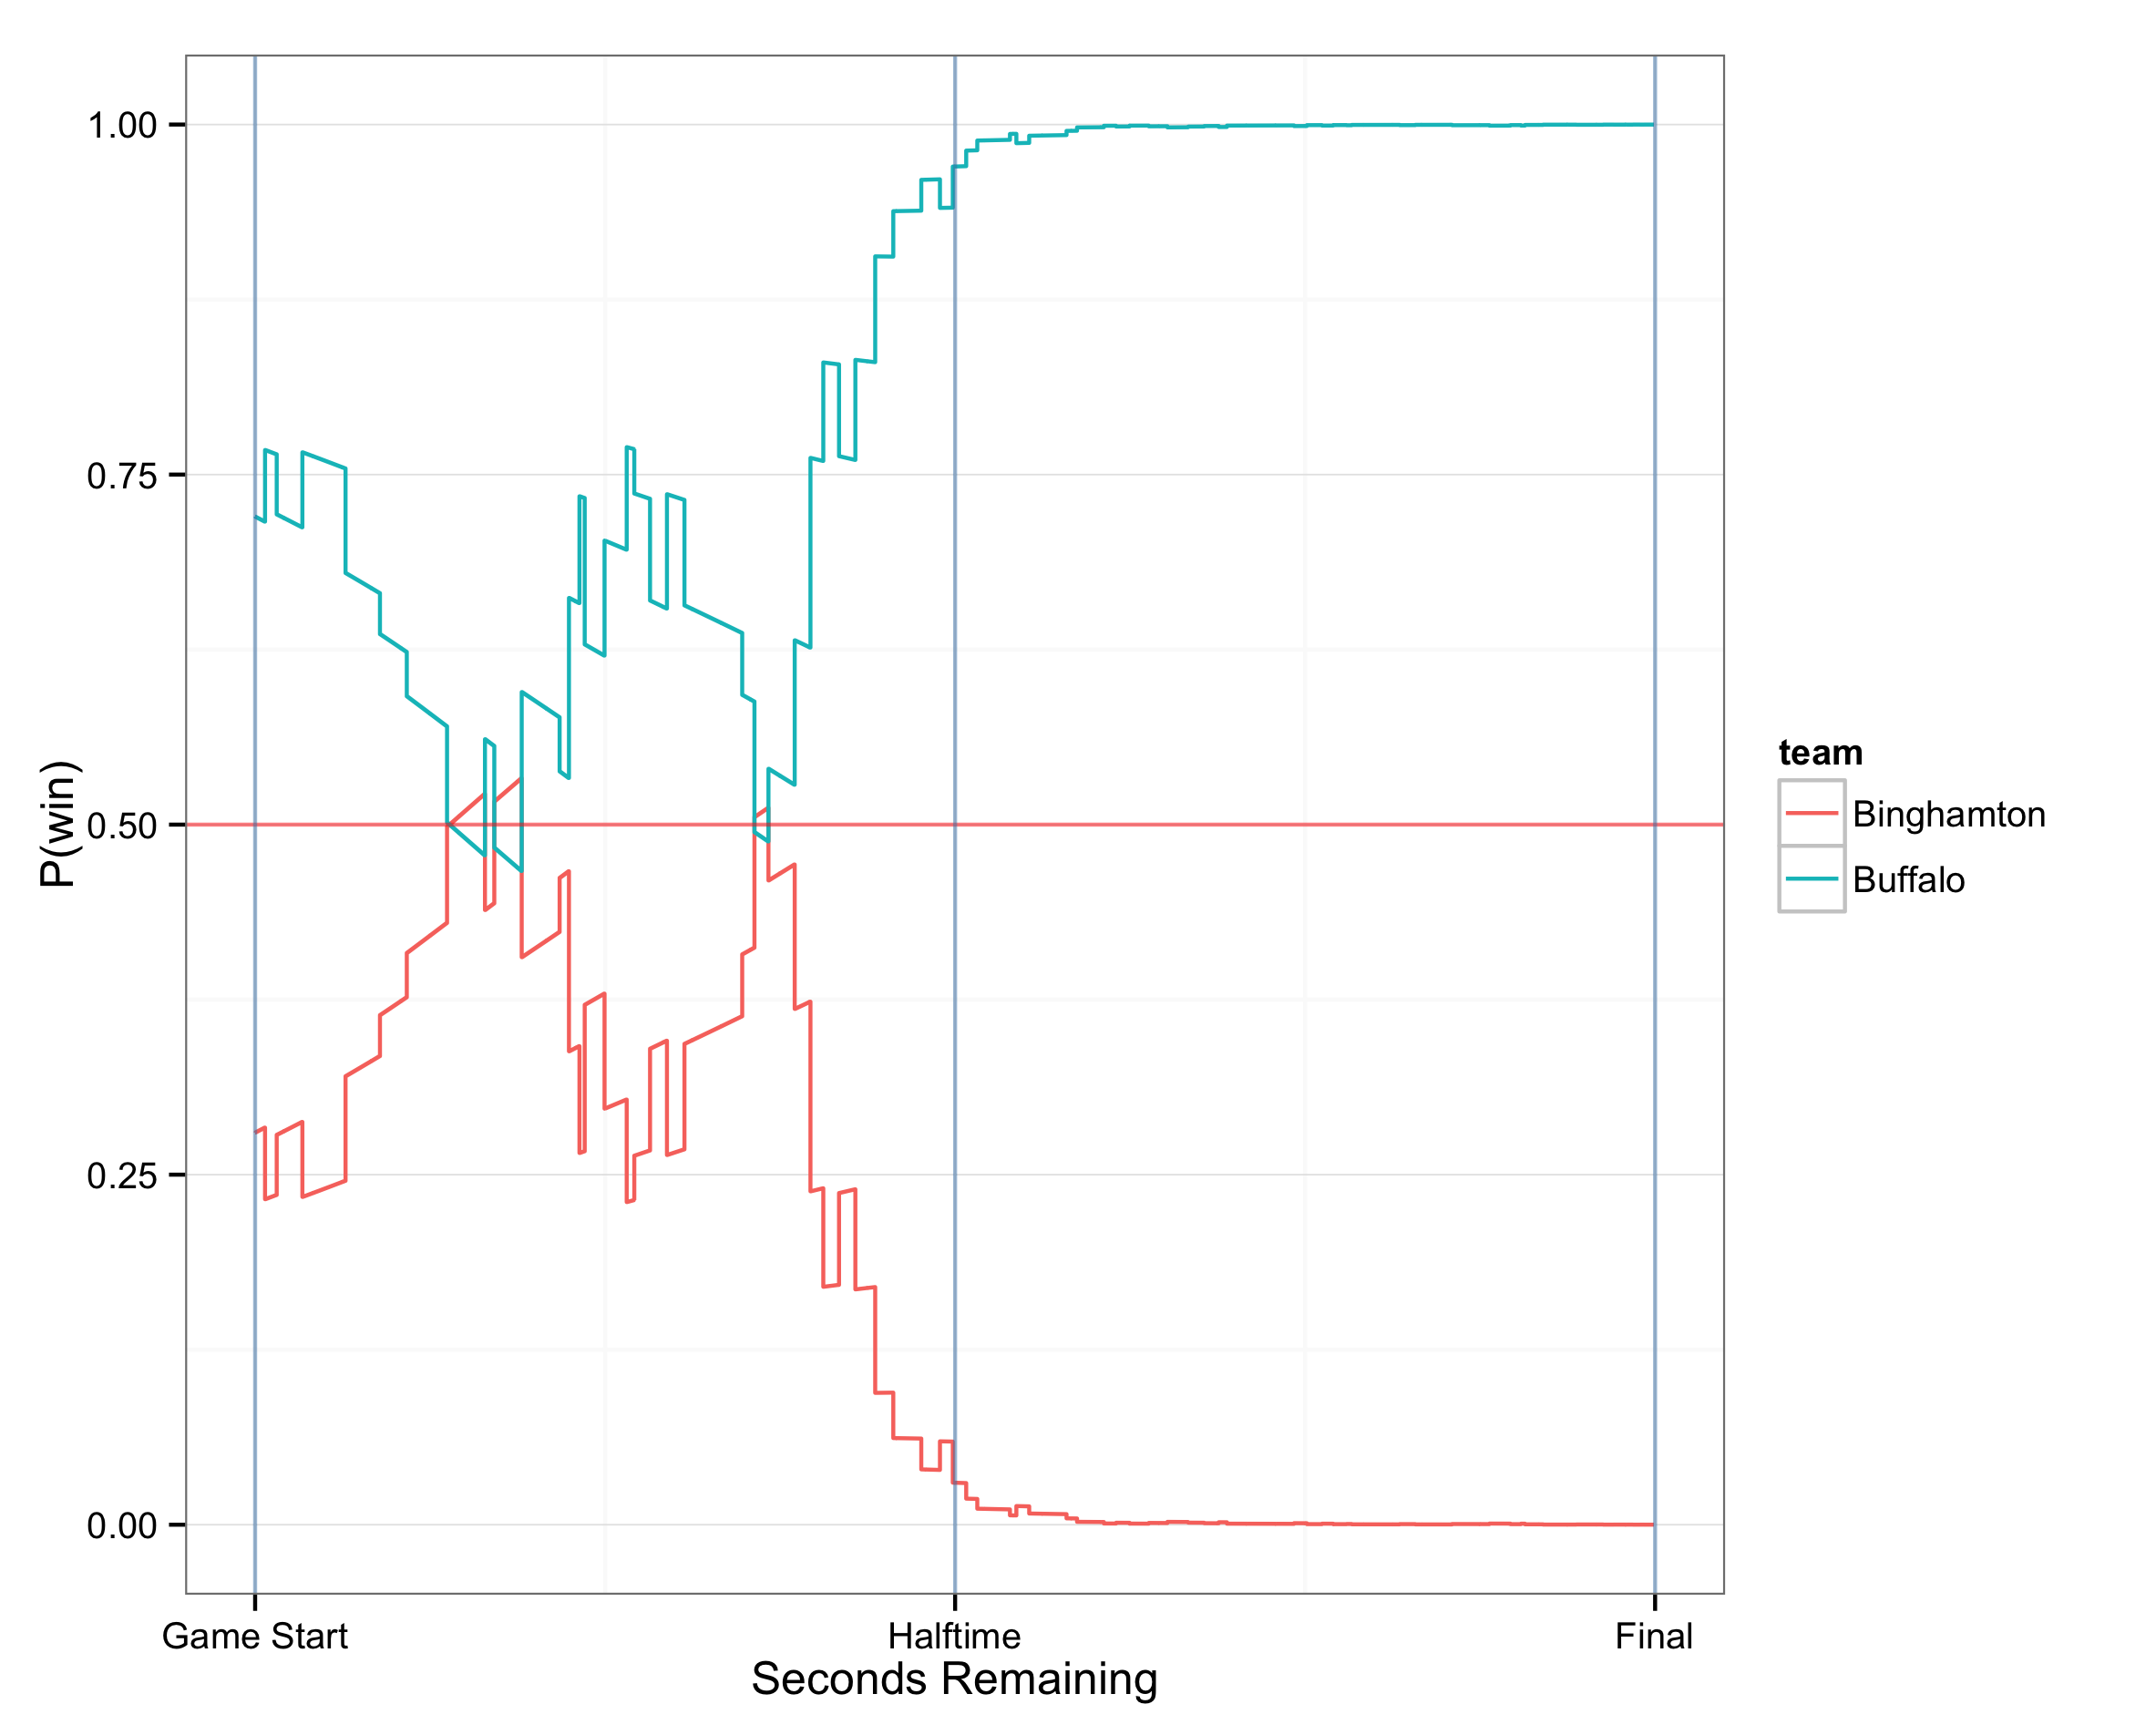 1.00
0.75
0.50
0.25
0.00
P(win)
Game Start
Halftime
Final
Seconds Remaining
team
Binghamton
Buffalo